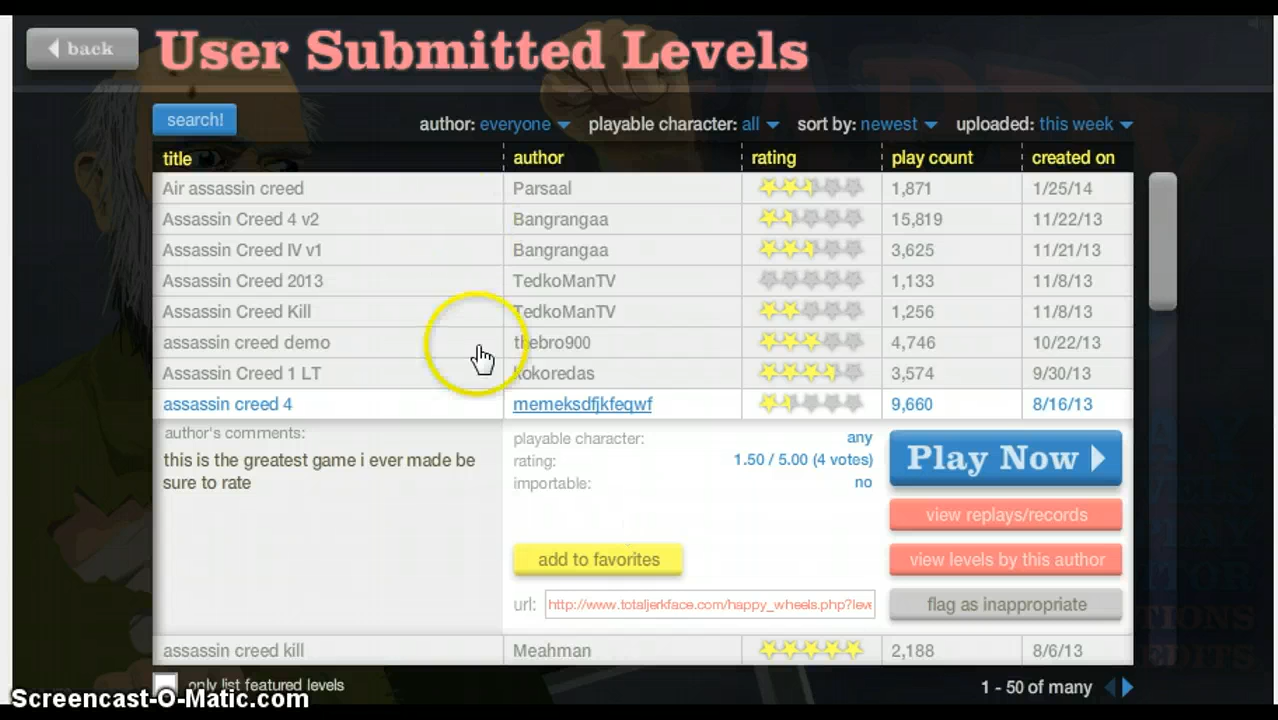 back
User Submitted Levels
search!
author: everyone playable character: all sort by: newest uploaded: this week
title author rating play count created on
Air assassin creed Parsaal 1,871 1/25/14
Assassin Creed 4 v2 Bangrangaa 15,819 11/22/13
Assassin Creed IV v1 Bangrangaa 3,625 11/21/13
Assassin Creed 2013 TedkoManTV 1,133 11/8/13
Assassin Creed Kill TedkoManTV 1,256 11/8/13
assassin creed demo thebro900 4,746 10/22/13
Assassin Creed 1 LT kokoredas 3,574 9/30/13
assassin creed 4 memeksdfjkfeqwf 9,660 8/16/13
author's comments:
this is the greatest game i ever made be
sure to rate
playable character: any
rating: 1.50 / 5.00 (4 votes)
importable: no
Play Now
view replays/records
add to favorites
view levels by this author
url: http://www.totaljerkface.com/happy_wheels.php?leve
flag as inappropriate
assassin creed kill Meahman 2,188 8/6/13
only list featured levels
1 - 50 of many
Screencast-O-Matic.com